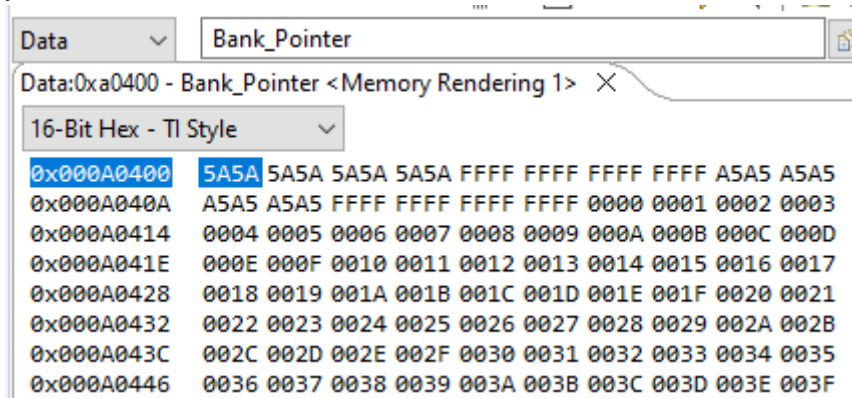 Data Bank_Pointer
Data:0xa0400 - Bank_Pointer <Memory Rendering 1>
16-Bit Hex - TI Style
0x000A0400 5A5A 5A5A 5A5A 5A5A FFFF FFFF FFFF FFFF A5A5 A5A5
0x000A040A A5A5 A5A5 FFFF FFFF FFFF FFFF 0000 0001 0002 0003
0x000A0414 0004 0005 0006 0007 0008 0009 000A 000B 000C 000D
0x000A041E 000E 000F 0010 0011 0012 0013 0014 0015 0016 0017
0x000A0428 0018 0019 001A 001B 001C 001D 001E 001F 0020 0021
0x000A0432 0022 0023 0024 0025 0026 0027 0028 0029 002A 002B
0x000A043C 002C 002D 002E 002F 0030 0031 0032 0033 0034 0035
0x000A0446 0036 0037 0038 0039 003A 003B 003C 003D 003E 003F